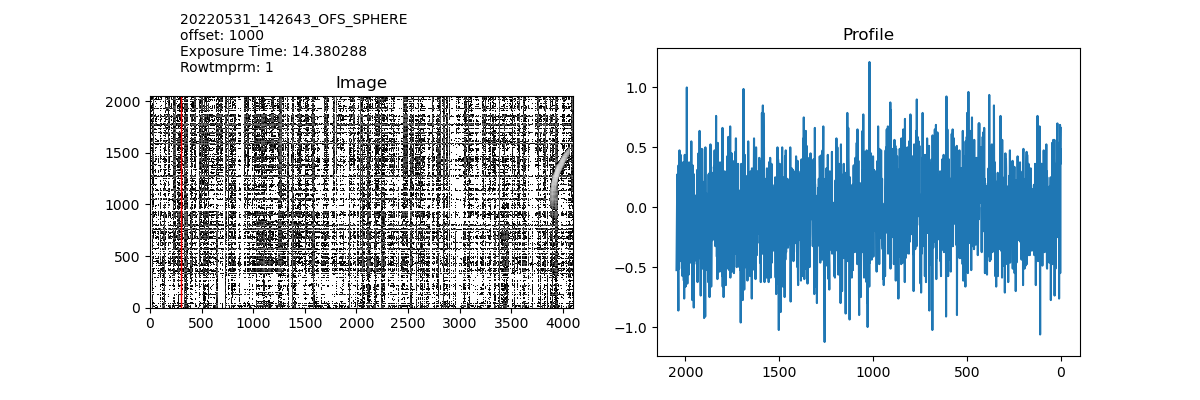 20220531_142643_OFS_SPHERE
offset: 1000
Exposure Time: 14.380288
Rowtmprm: 1
Image
2000
1500
1000
500
0
0 500 1000 1500 2000 2500 3000 3500 4000
Profile
1.0
0.5
0.0
−0.5
−1.0
2000 1500 1000 500 0